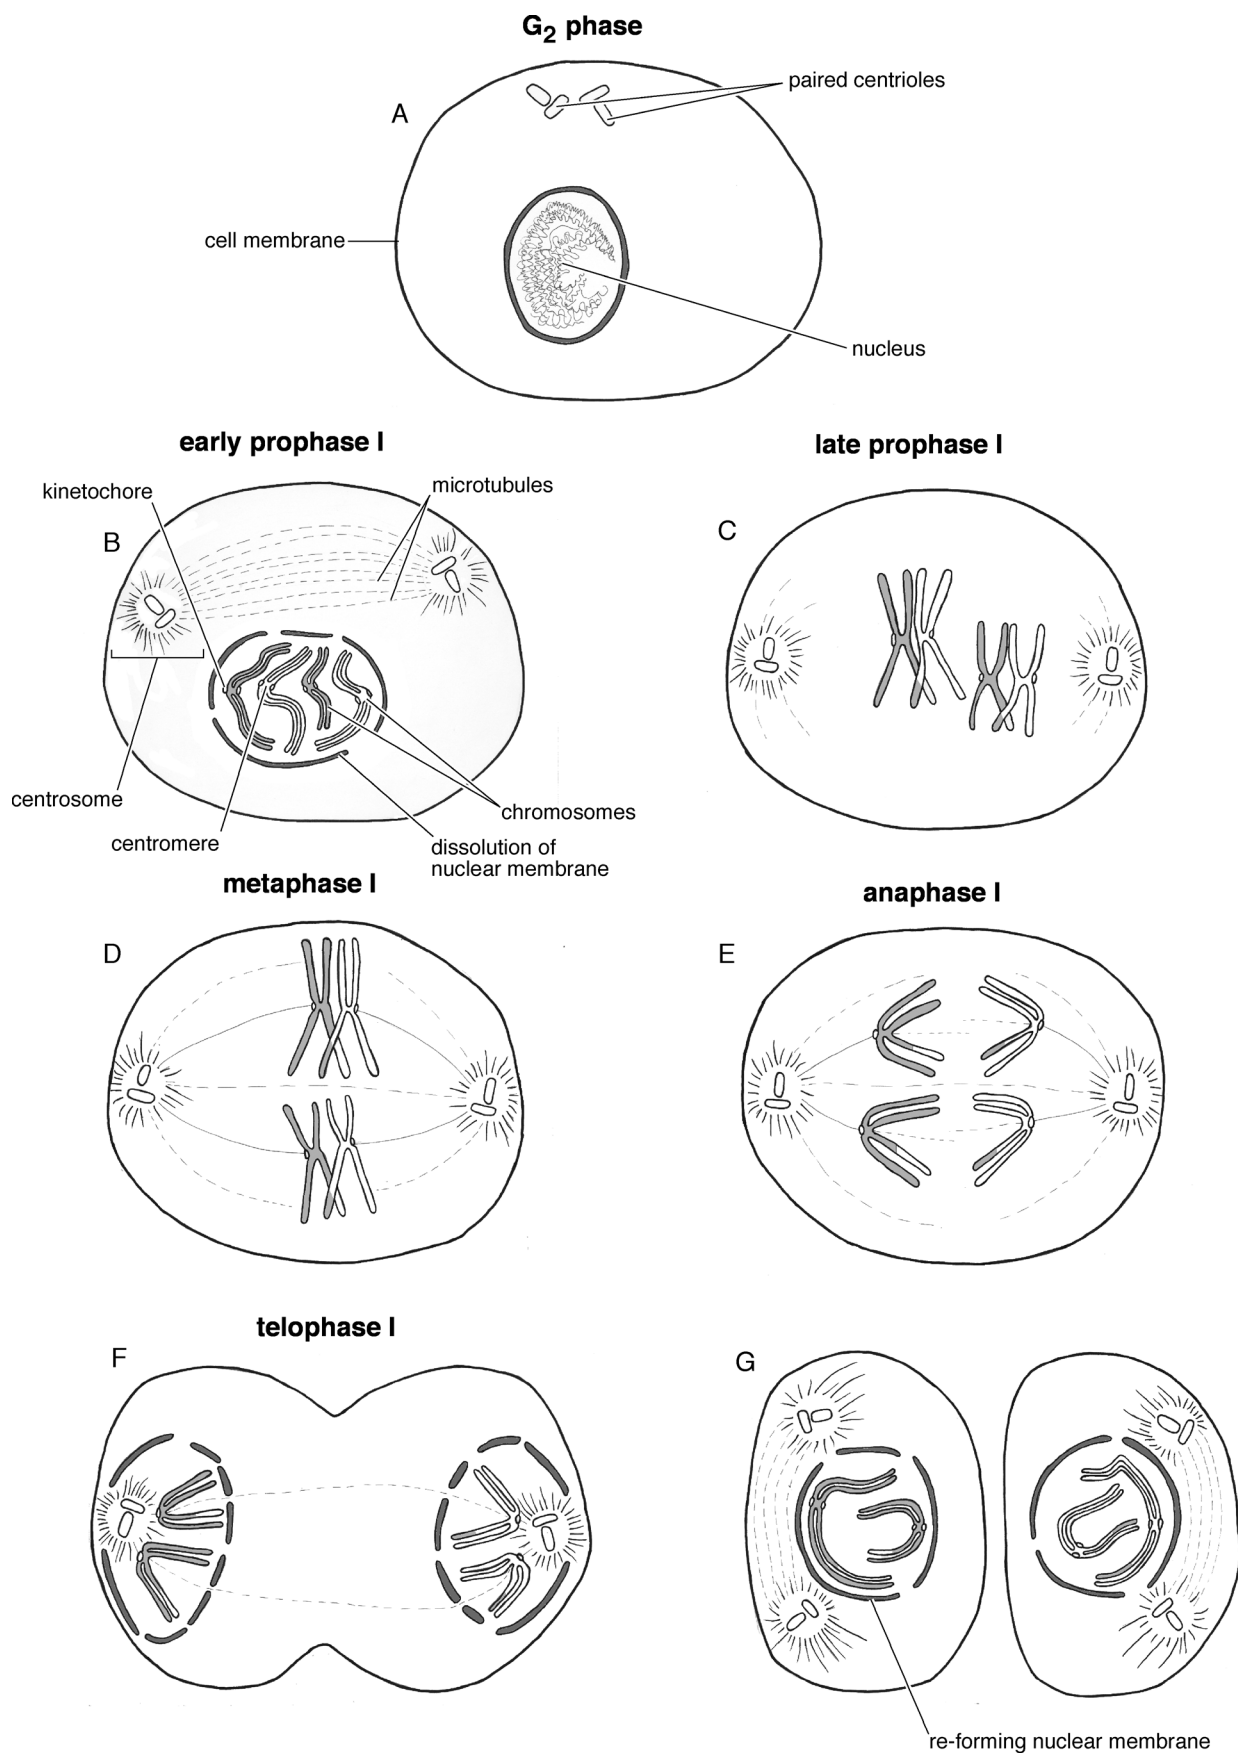 G₂ phase
paired centrioles
A
cell membrane
nucleus
early prophase I
late prophase I
kinetochore
microtubules
B
C
centrosome
chromosomes
centromere
dissolution of
nuclear membrane
metaphase I
anaphase I
D
E
telophase I
F
G
re-forming nuclear membrane